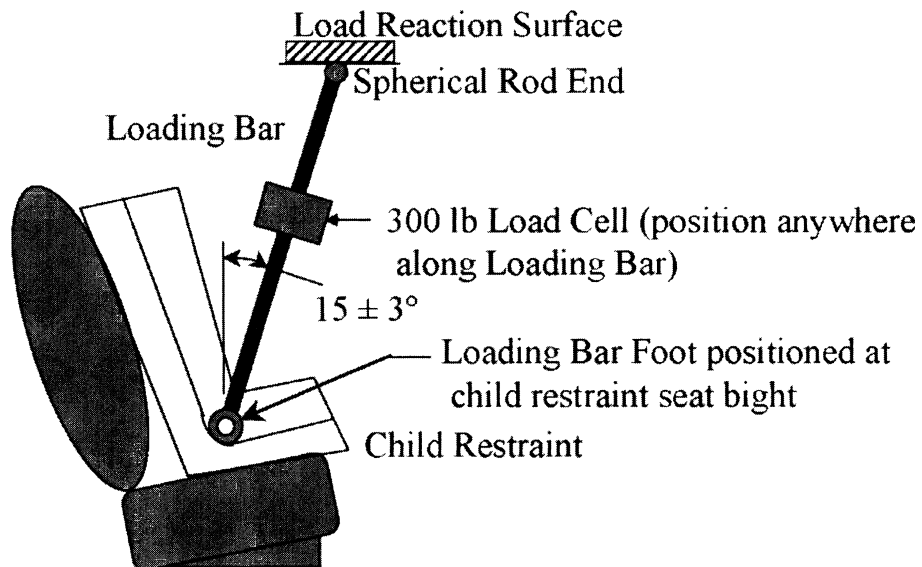 Load Reaction Surface
Spherical Rod End
Loading Bar
300 lb Load Cell (position anywhere
along Loading Bar)
15 ± 3°
Loading Bar Foot positioned at
child restraint seat bight
Child Restraint